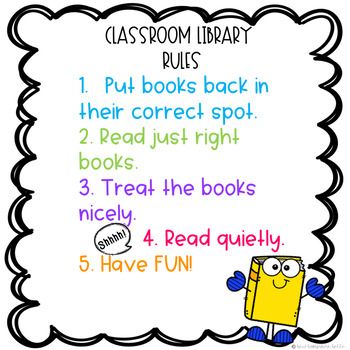 CLASSROOM LIBRARY
RULES
1. Put books back in
their correct spot.
2. Read just right
books.
3. Treat the books
nicely.
Shhhh!
4. Read quietly.
5. Have FUN!